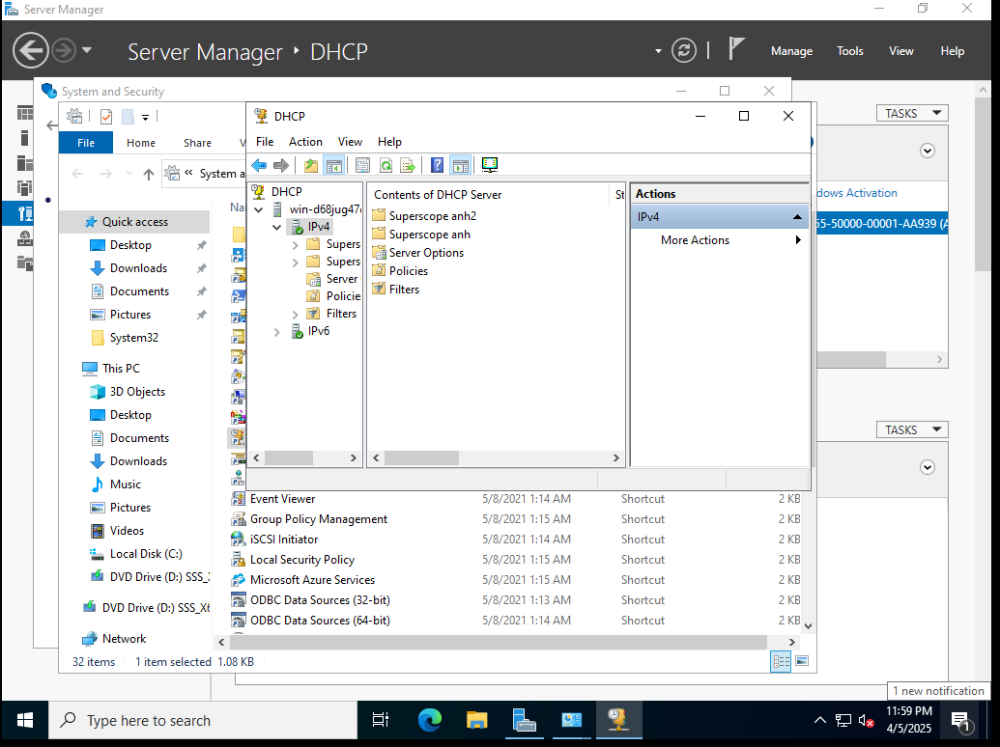 Server Manager
Server Manager • DHCP
Manage Tools View Help
System and Security
TASKS
DHCP
File Home Share
File Action View Help
System a
DHCP
win-d68jug47
IPv4
Supers
Supers
Server
Policie
Filters
IPv6
Contents of DHCP Server St
Superscope anh2
Superscope anh
Server Options
Policies
Filters
Actions
IPv4
More Actions
dows Activation
55-50000-00001-AA939 (A
Na
Quick access
Desktop
Downloads
Documents
Pictures
System32
This PC
3D Objects
Desktop
Documents
Downloads
Music
Pictures
Videos
Local Disk (C:)
DVD Drive (D:) SSS_
DVD Drive (D:) SSS_X6
Network
TASKS
Event Viewer 5/8/2021 1:14 AM Shortcut 2 KB
Group Policy Management 5/8/2021 1:15 AM Shortcut 2 KB
iSCSI Initiator 5/8/2021 1:14 AM Shortcut 2 KB
Local Security Policy 5/8/2021 1:15 AM Shortcut 2 KB
Microsoft Azure Services 5/8/2021 1:15 AM Shortcut 2 KB
ODBC Data Sources (32-bit) 5/8/2021 1:13 AM Shortcut 2 KB
ODBC Data Sources (64-bit) 5/8/2021 1:14 AM Shortcut 2 KB
32 items 1 item selected 1.08 KB
1 new notification
Type here to search
11:59 PM
4/5/2025
1